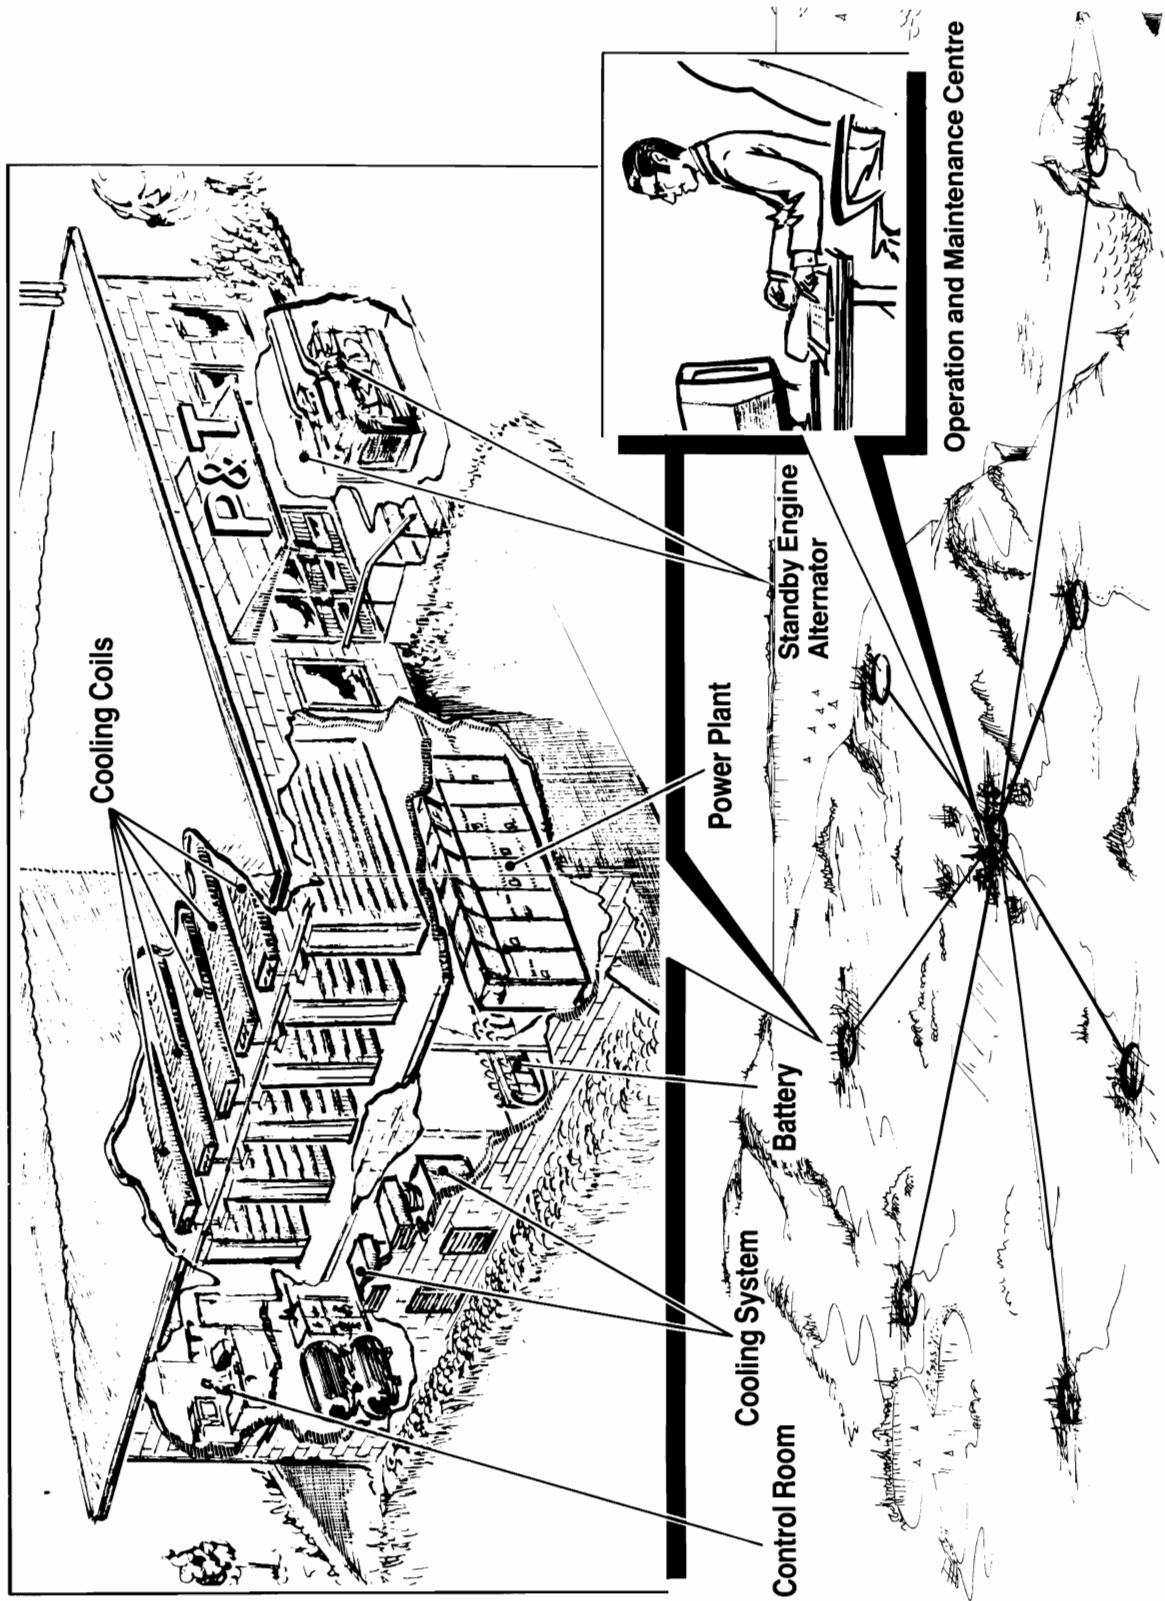 Cooling Coils
P&T
Operation and Maintenance Centre
Standby Engine
Alternator
Power Plant
Battery
Cooling System
Control Room